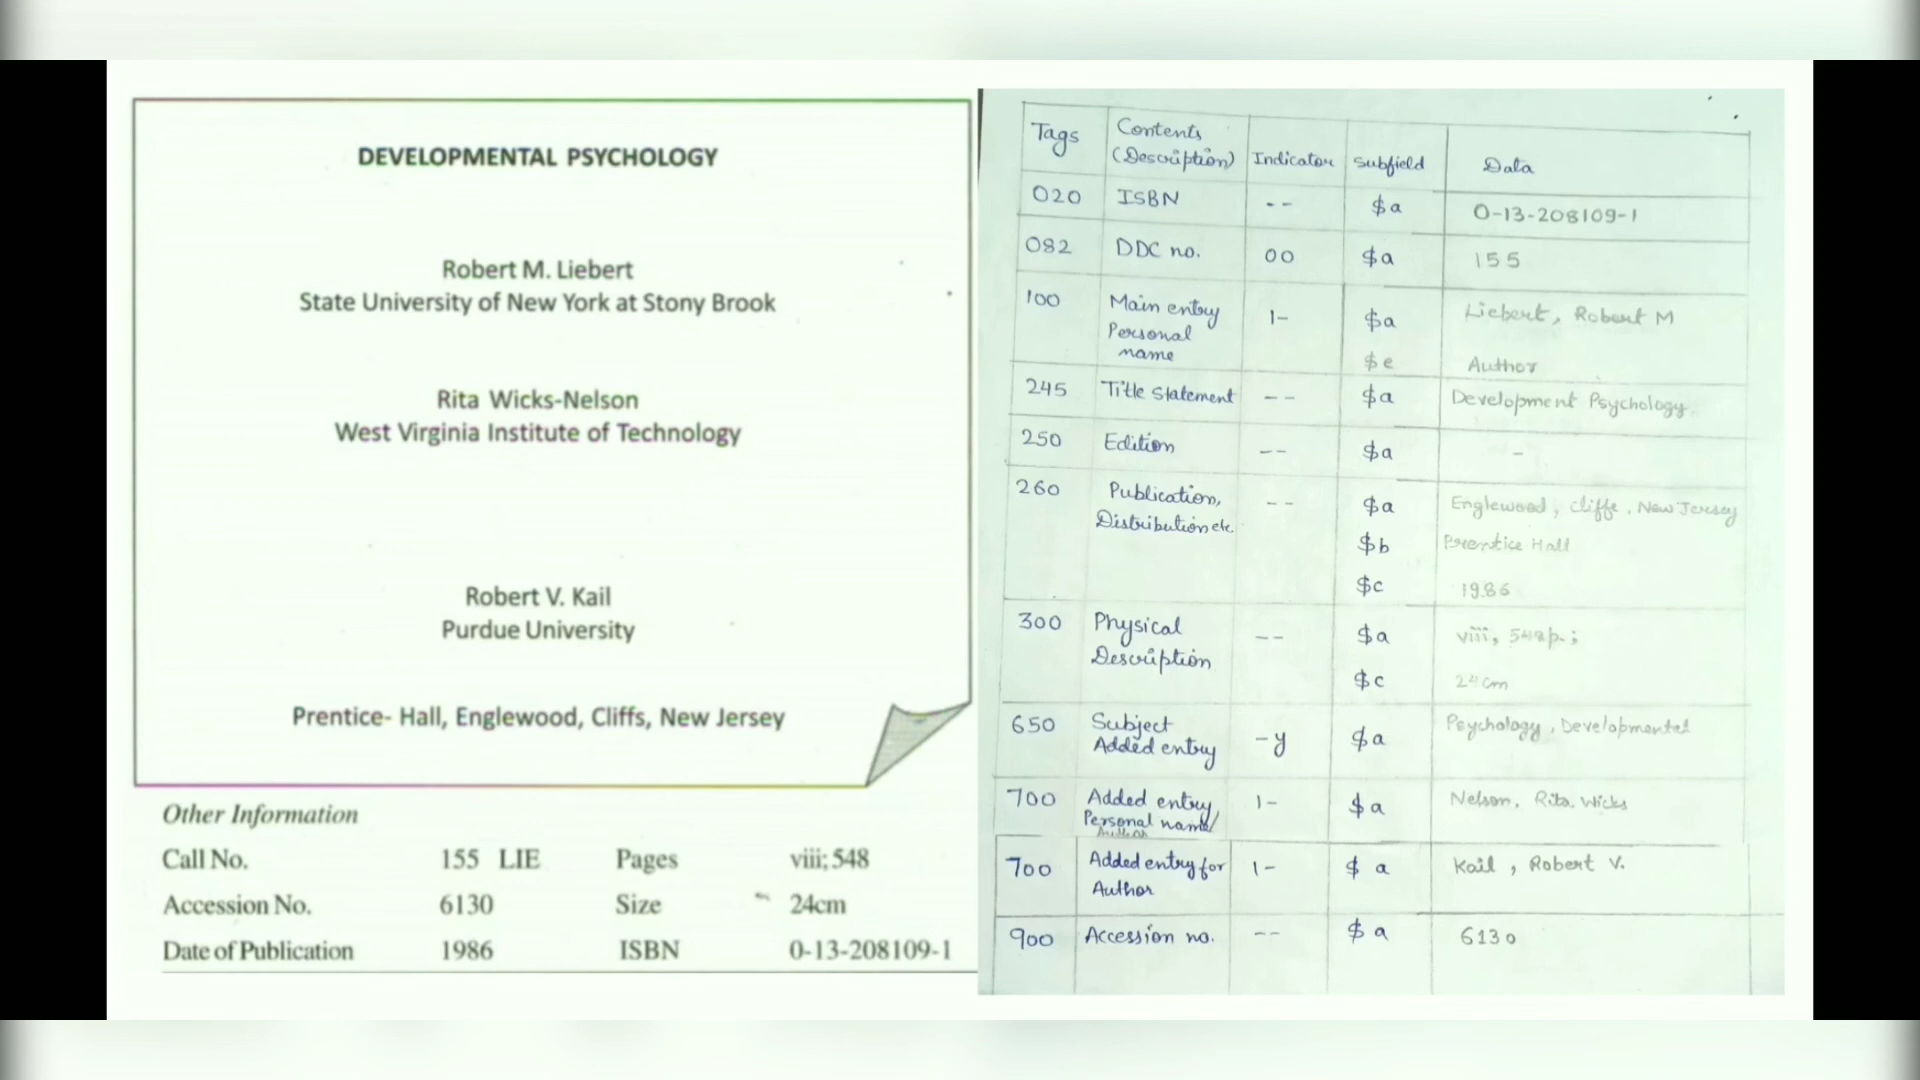 DEVELOPMENTAL PSYCHOLOGY
Robert M. Liebert
State University of New York at Stony Brook
Rita Wicks-Nelson
West Virginia Institute of Technology
Robert V. Kail
Purdue University
Prentice- Hall, Englewood, Cliffs, New Jersey
Other Information
Call No. 155 LIE Pages viii; 548
Accession No. 6130 Size 24cm
Date of Publication 1986 ISBN 0-13-208109-1
Tags Contents (Description) Indicator Subfield Data
020 ISBN -- $a 0-13-208109-1
082 DDC no. 00 $a 155
100 Main entry Personal name 1- $a Liebert, Robert M
$e Author
245 Title Statement -- $a Development Psychology.
250 Edition -- $a -
260 Publication, Distribution etc. -- $a Englewood, Cliffe, New Jersey
$b Prentice Hall
$c 1986
300 Physical Description -- $a viii, 548p.;
$c 24cm
650 Subject Added entry -y $a Psychology, Developmental
700 Added entry Personal name/ 1- $a Nelson, Rita Wicks
700 Added entry for Author 1- $a Kail, Robert V.
900 Accession no. -- $a 6130